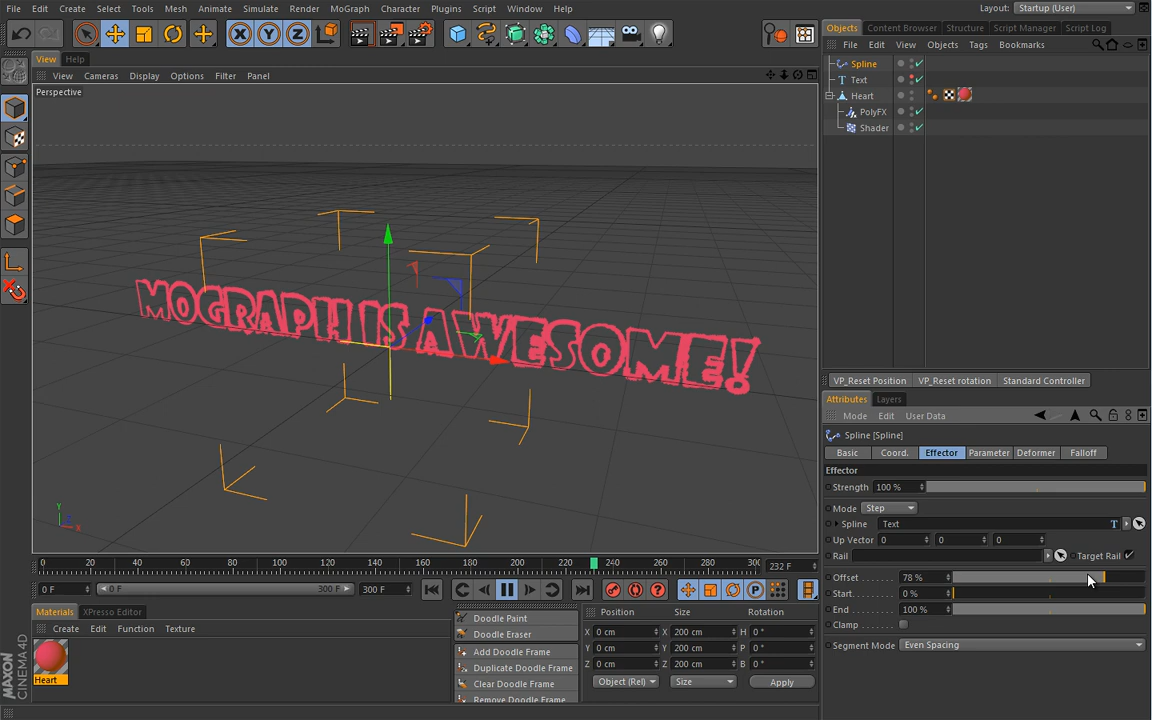 File Edit Create Select Tools Mesh Animate Simulate Render MoGraph Character Plugins Script Window Help Layout: Startup (User)
View Help
View Cameras Display Options Filter Panel
Perspective
MOGRAPH IS AWESOME!
Y
X
0 20 40 60 80 100 120 140 160 180 200 220 240 260 280 300 232 F
0 F 0 F 300 F 300 F
Materials XPresso Editor
Create Edit Function Texture
Heart
MAXON
CINEMA 4D
Doodle Paint
Doodle Eraser
Add Doodle Frame
Duplicate Doodle Frame
Clear Doodle Frame
Remove Doodle Frame
Position Size Rotation
X 0 cm X 200 cm H 0 °
Y 0 cm Y 200 cm P 0 °
Z 0 cm Z 200 cm B 0 °
Object (Rel) Size Apply
Objects Content Browser Structure Script Manager Script Log
File Edit View Objects Tags Bookmarks
Spline
Text
Heart
PolyFX
Shader
VP_Reset Position VP_Reset rotation Standard Controller
Attributes Layers
Mode Edit User Data
Spline [Spline]
Basic Coord. Effector Parameter Deformer Falloff
Effector
Strength 100 %
Mode Step
Spline Text T
Up Vector 0 0 0
Rail Target Rail
Offset . . . . . . . 78 %
Start. . . . . . . . 0 %
End . . . . . . . . 100 %
Clamp . . . . . . .
Segment Mode Even Spacing